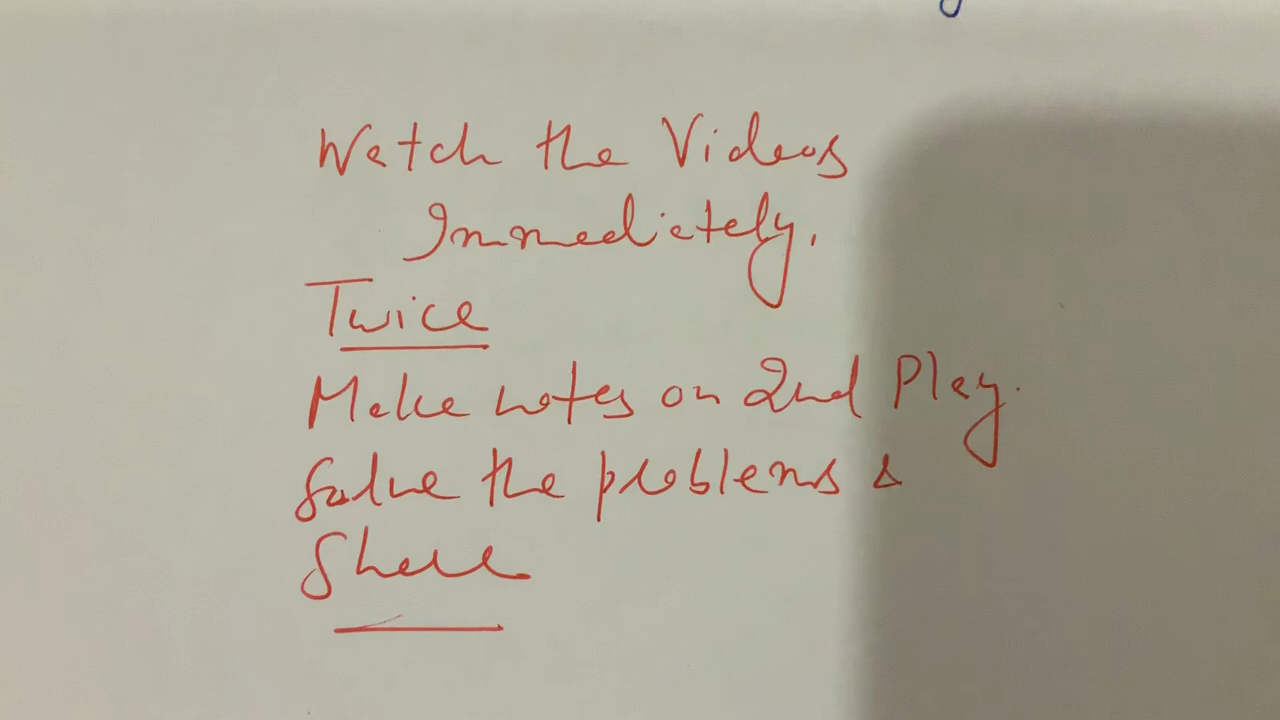 Watch the Videos
Immediately.
Twice
Make notes on 2nd Play.
Solve the problems &
Share